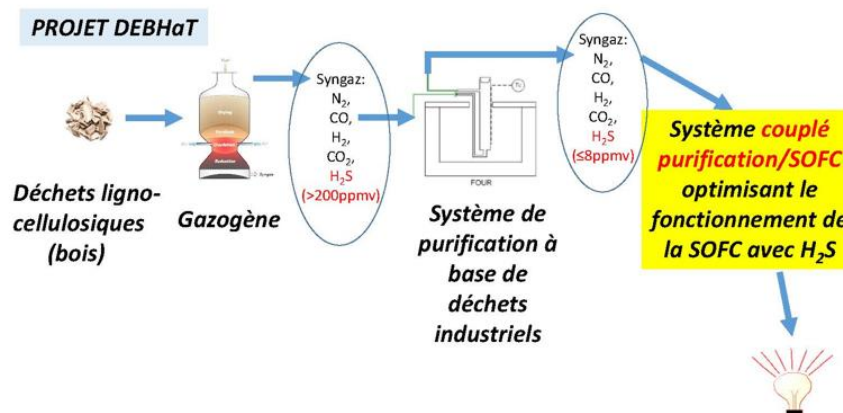 PROJET DEBHaT
Déchets ligno-
cellulosiques
(bois)
Gazogène
Syngaz:
N₂,
CO,
H₂,
CO₂,
H₂S
(>200ppmv)
FOUR
Système de
purification à
base de
déchets
industriels
Syngaz:
N₂,
CO,
H₂,
CO₂,
H₂S
(≤8ppmv)
Système couplé
purification/SOFC
optimisant le
fonctionnement de
la SOFC avec H₂S